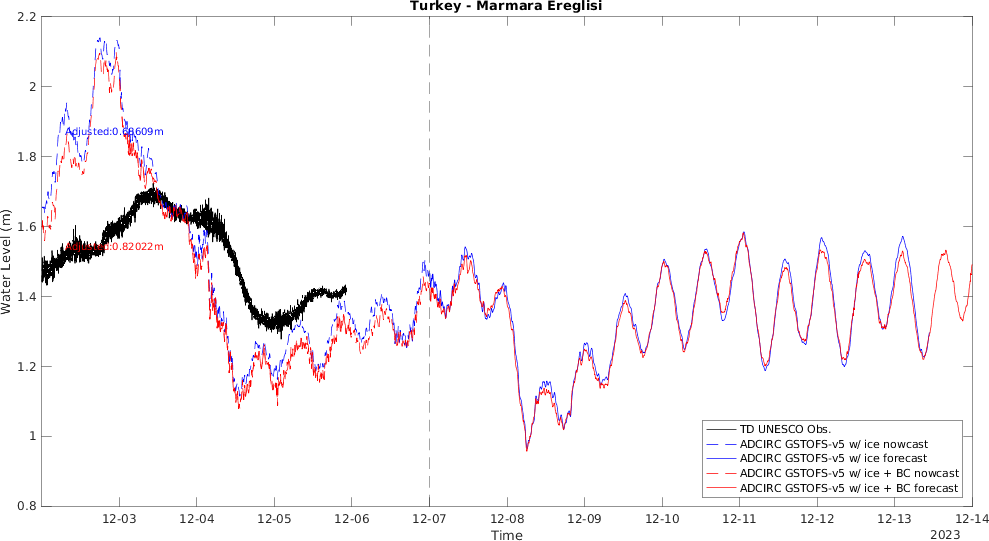 Turkey - Marmara Ereglisi
2.2
2
1.8
1.6
1.4
1.2
1
0.8
Water Level (m)
Adjusted:0.82022m
12-03
12-04
12-05
12-06
12-07
12-08
12-09
12-10
12-11
12-12
12-13
12-14
Time
2023
TD UNESCO Obs.
ADCIRC GSTOFS-v5 w/ ice nowcast
ADCIRC GSTOFS-v5 w/ ice forecast
ADCIRC GSTOFS-v5 w/ ice + BC nowcast
ADCIRC GSTOFS-v5 w/ ice + BC forecast